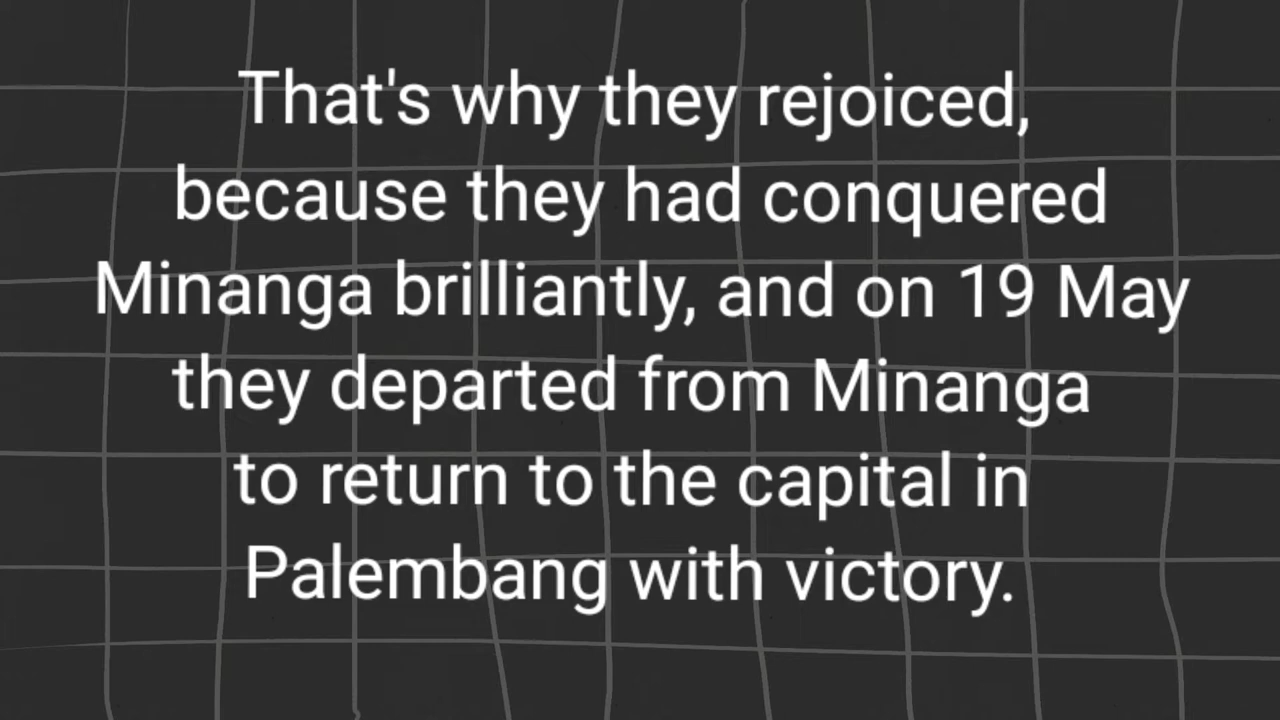 That's why they rejoiced,
because they had conquered
Minanga brilliantly, and on 19 May
they departed from Minanga
to return to the capital in
Palembang with victory.